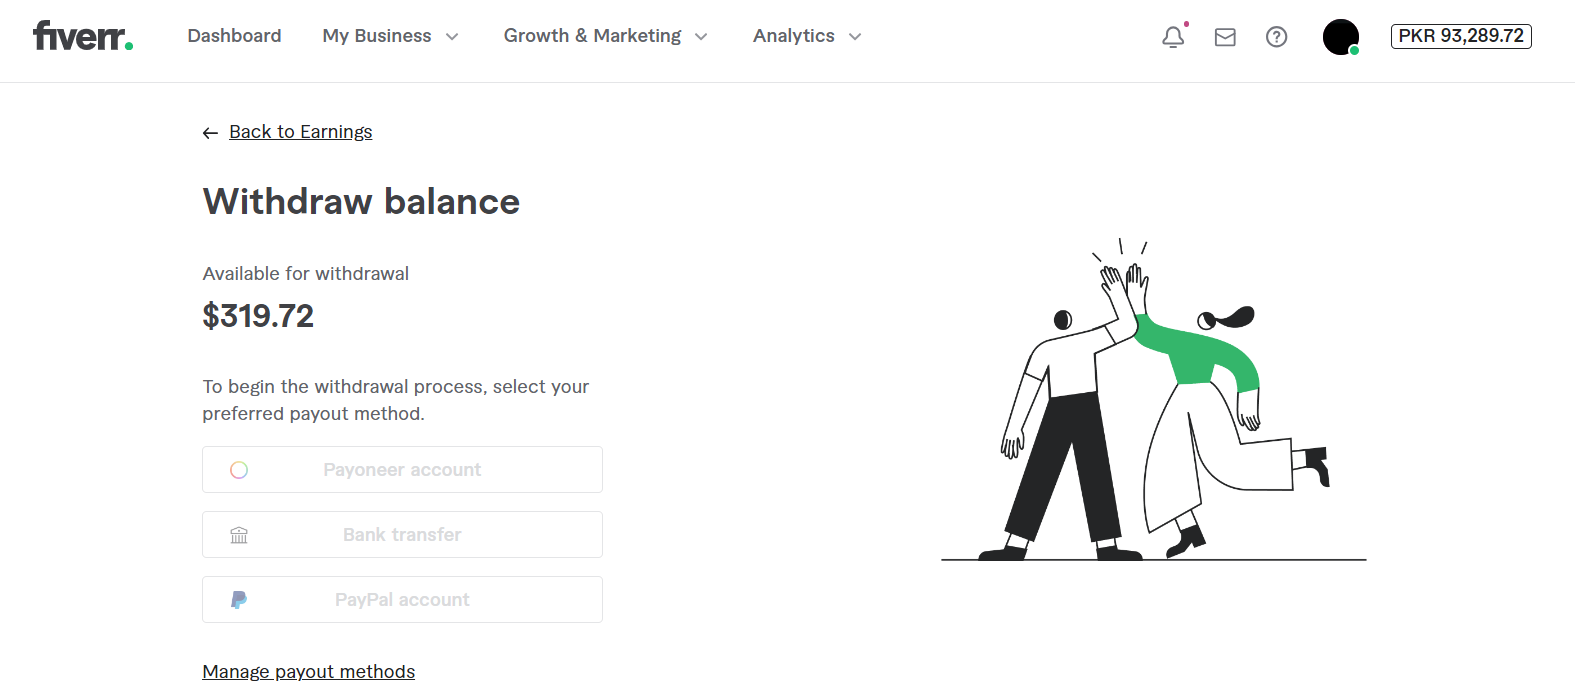 fiverr.
Dashboard
My Business
Growth & Marketing
Analytics
PKR 93,289.72
Back to Earnings
Withdraw balance
Available for withdrawal
$319.72
To begin the withdrawal process, select your
preferred payout method.
Payoneer account
Bank transfer
PayPal account
Manage payout methods